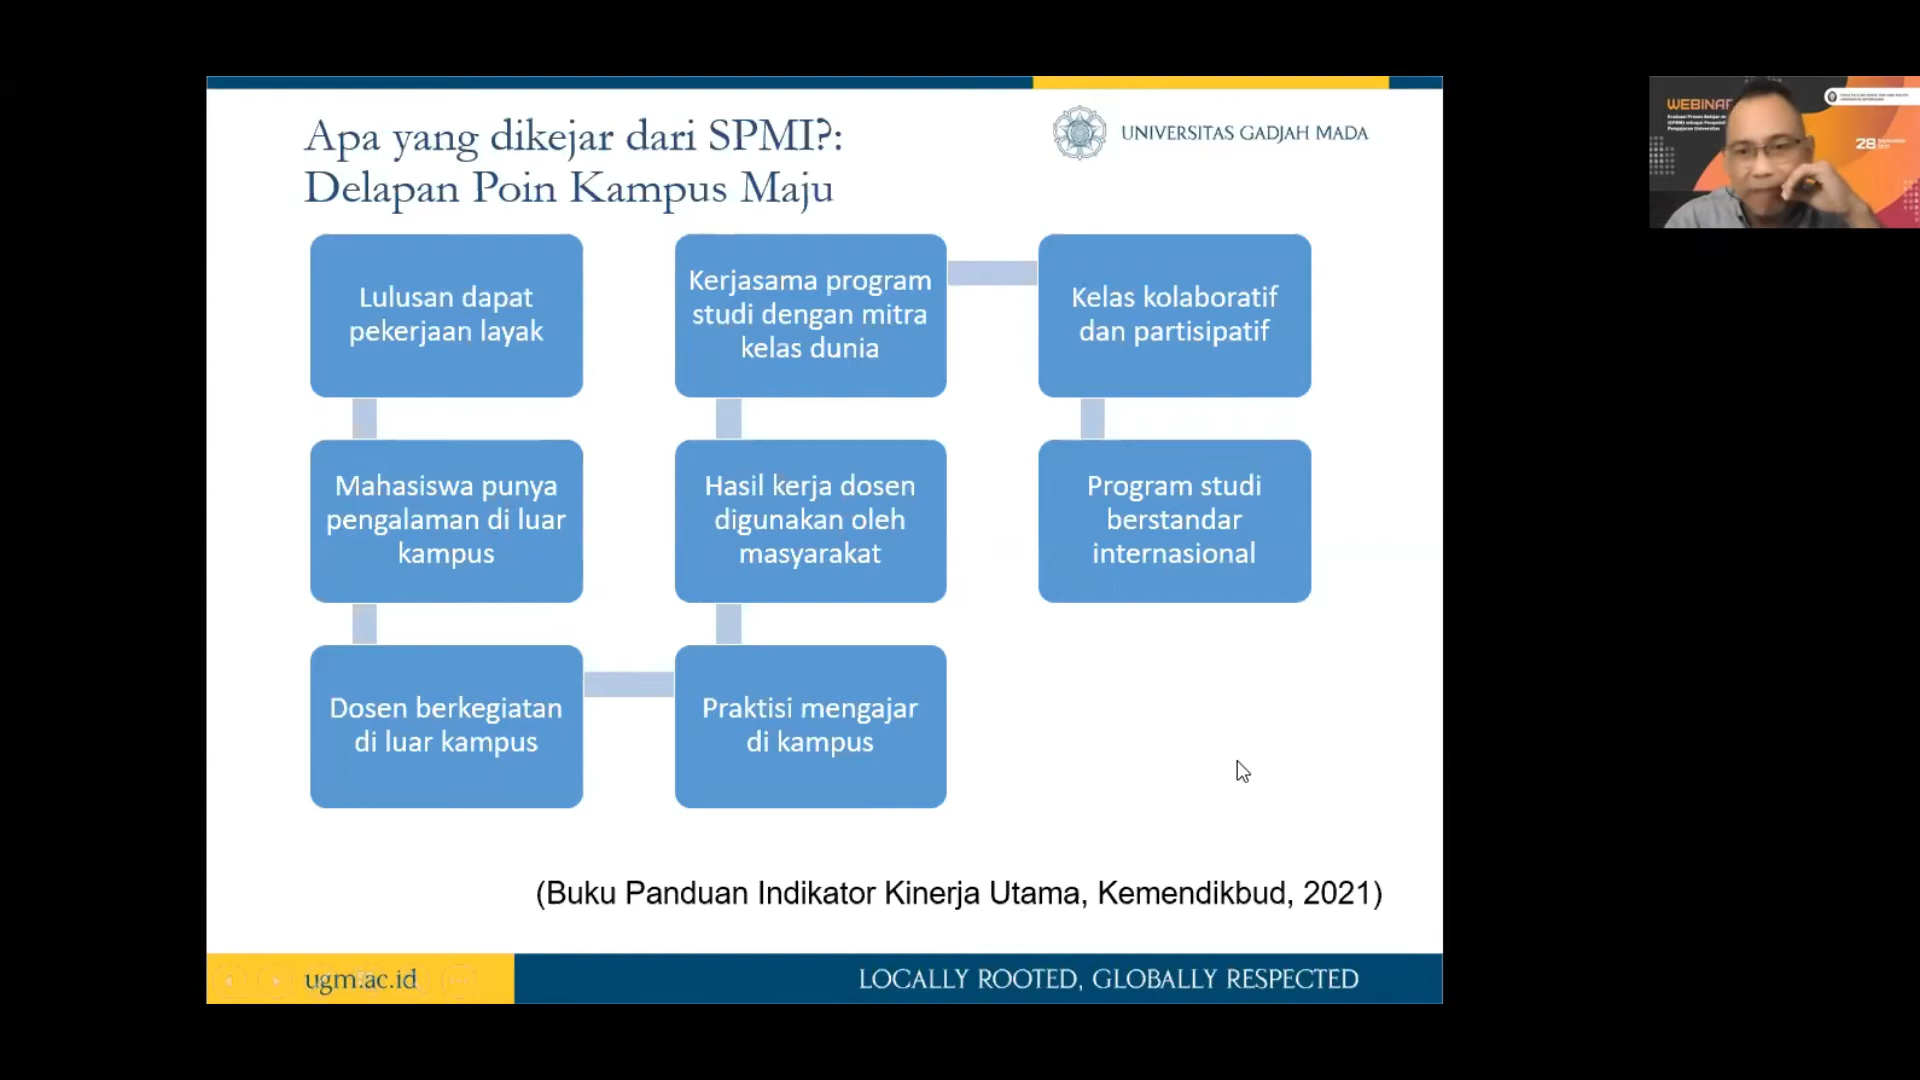 Apa yang dikejar dari SPMI?:
Delapan Poin Kampus Maju
UNIVERSITAS GADJAH MADA
Lulusan dapat
pekerjaan layak
Mahasiswa punya
pengalaman di luar
kampus
Dosen berkegiatan
di luar kampus
Praktisi mengajar
di kampus
Hasil kerja dosen
digunakan oleh
masyarakat
Kerjasama program
studi dengan mitra
kelas dunia
Kelas kolaboratif
dan partisipatif
Program studi
berstandar
internasional
(Buku Panduan Indikator Kinerja Utama, Kemendikbud, 2021)
ugm.ac.id
LOCALLY ROOTED, GLOBALLY RESPECTED
28